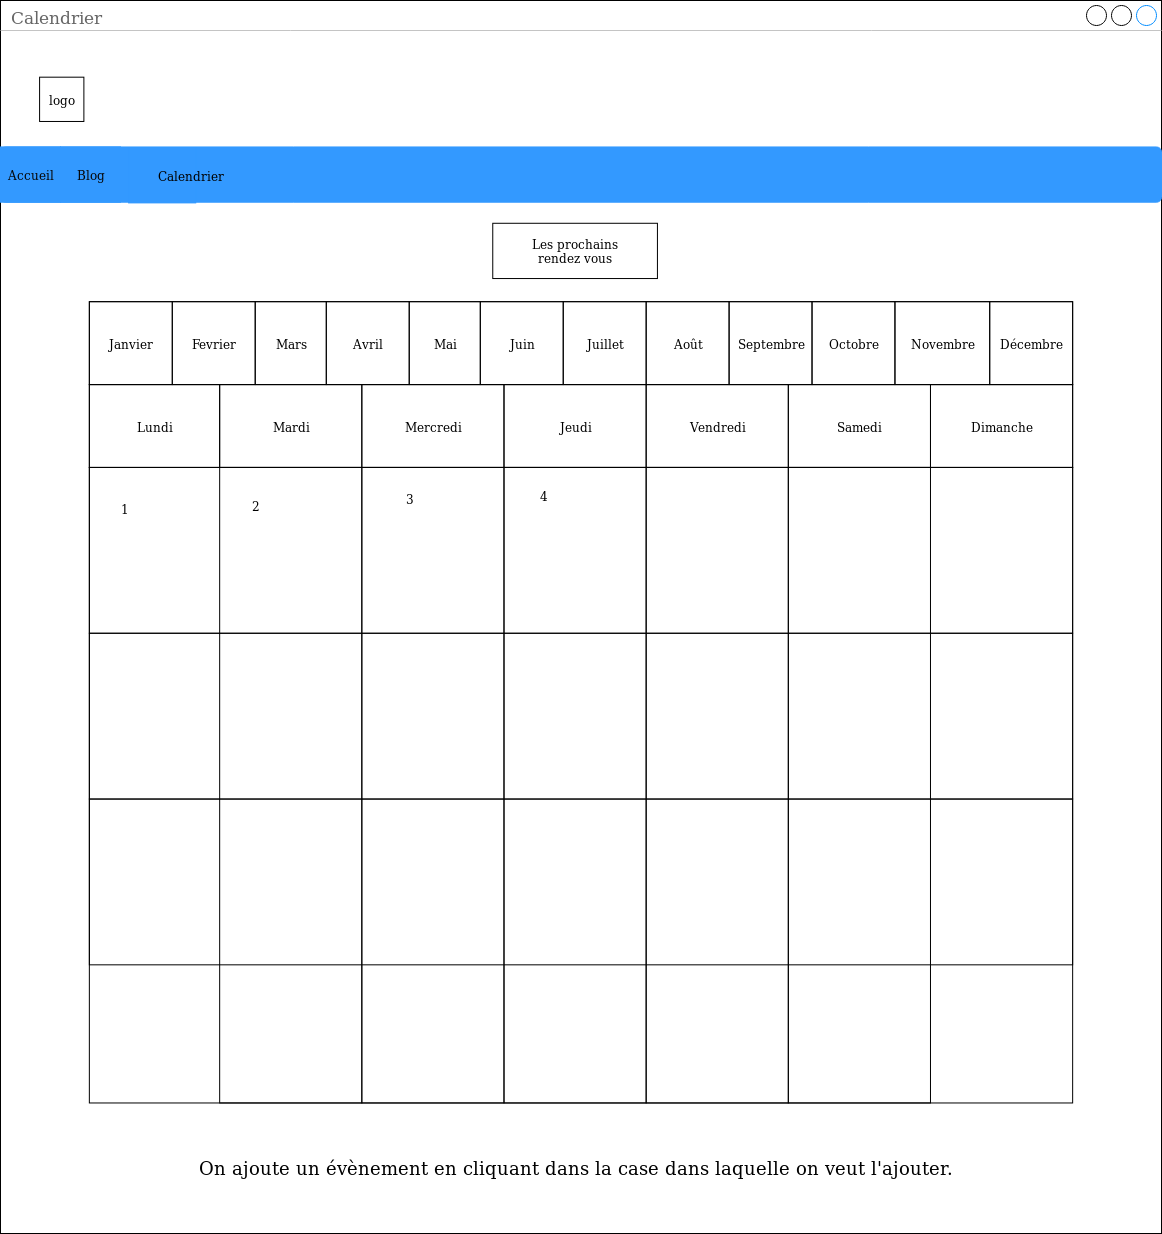 Calendrier
logo
Accueil Blog Calendrier
Les prochains
rendez vous
Janvier Fevrier Mars Avril Mai Juin Juillet Août Septembre Octobre Novembre Décembre
Lundi Mardi Mercredi Jeudi Vendredi Samedi Dimanche
1 2 3 4
On ajoute un évènement en cliquant dans la case dans laquelle on veut l'ajouter.